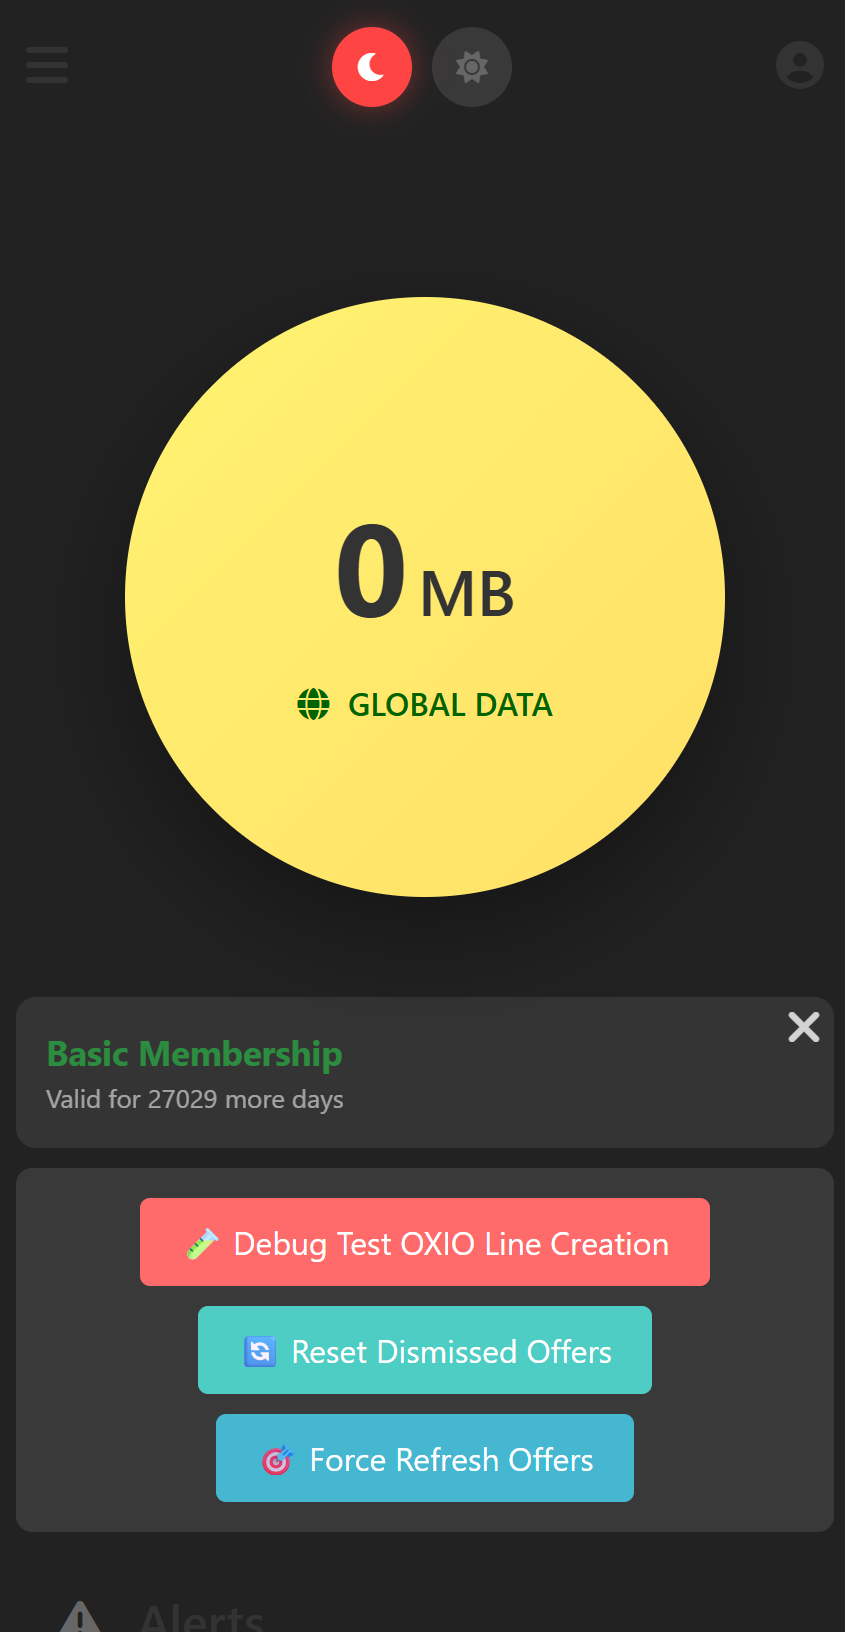 0 MB
GLOBAL DATA
Basic Membership
Valid for 27029 more days
Debug Test OXIO Line Creation
Reset Dismissed Offers
Force Refresh Offers
Alerts